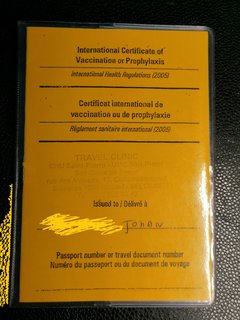 International Certificate of
Vaccination or Prophylaxis
International Health Regulations (2005)
Certificat international de
vaccination ou de prophylaxie
Règlement sanitaire international (2005)
TRAVEL CLINIC
Issued to / Délivré à
JOHAN
Passport number or travel document number
Numéro du passeport ou du document de voyage